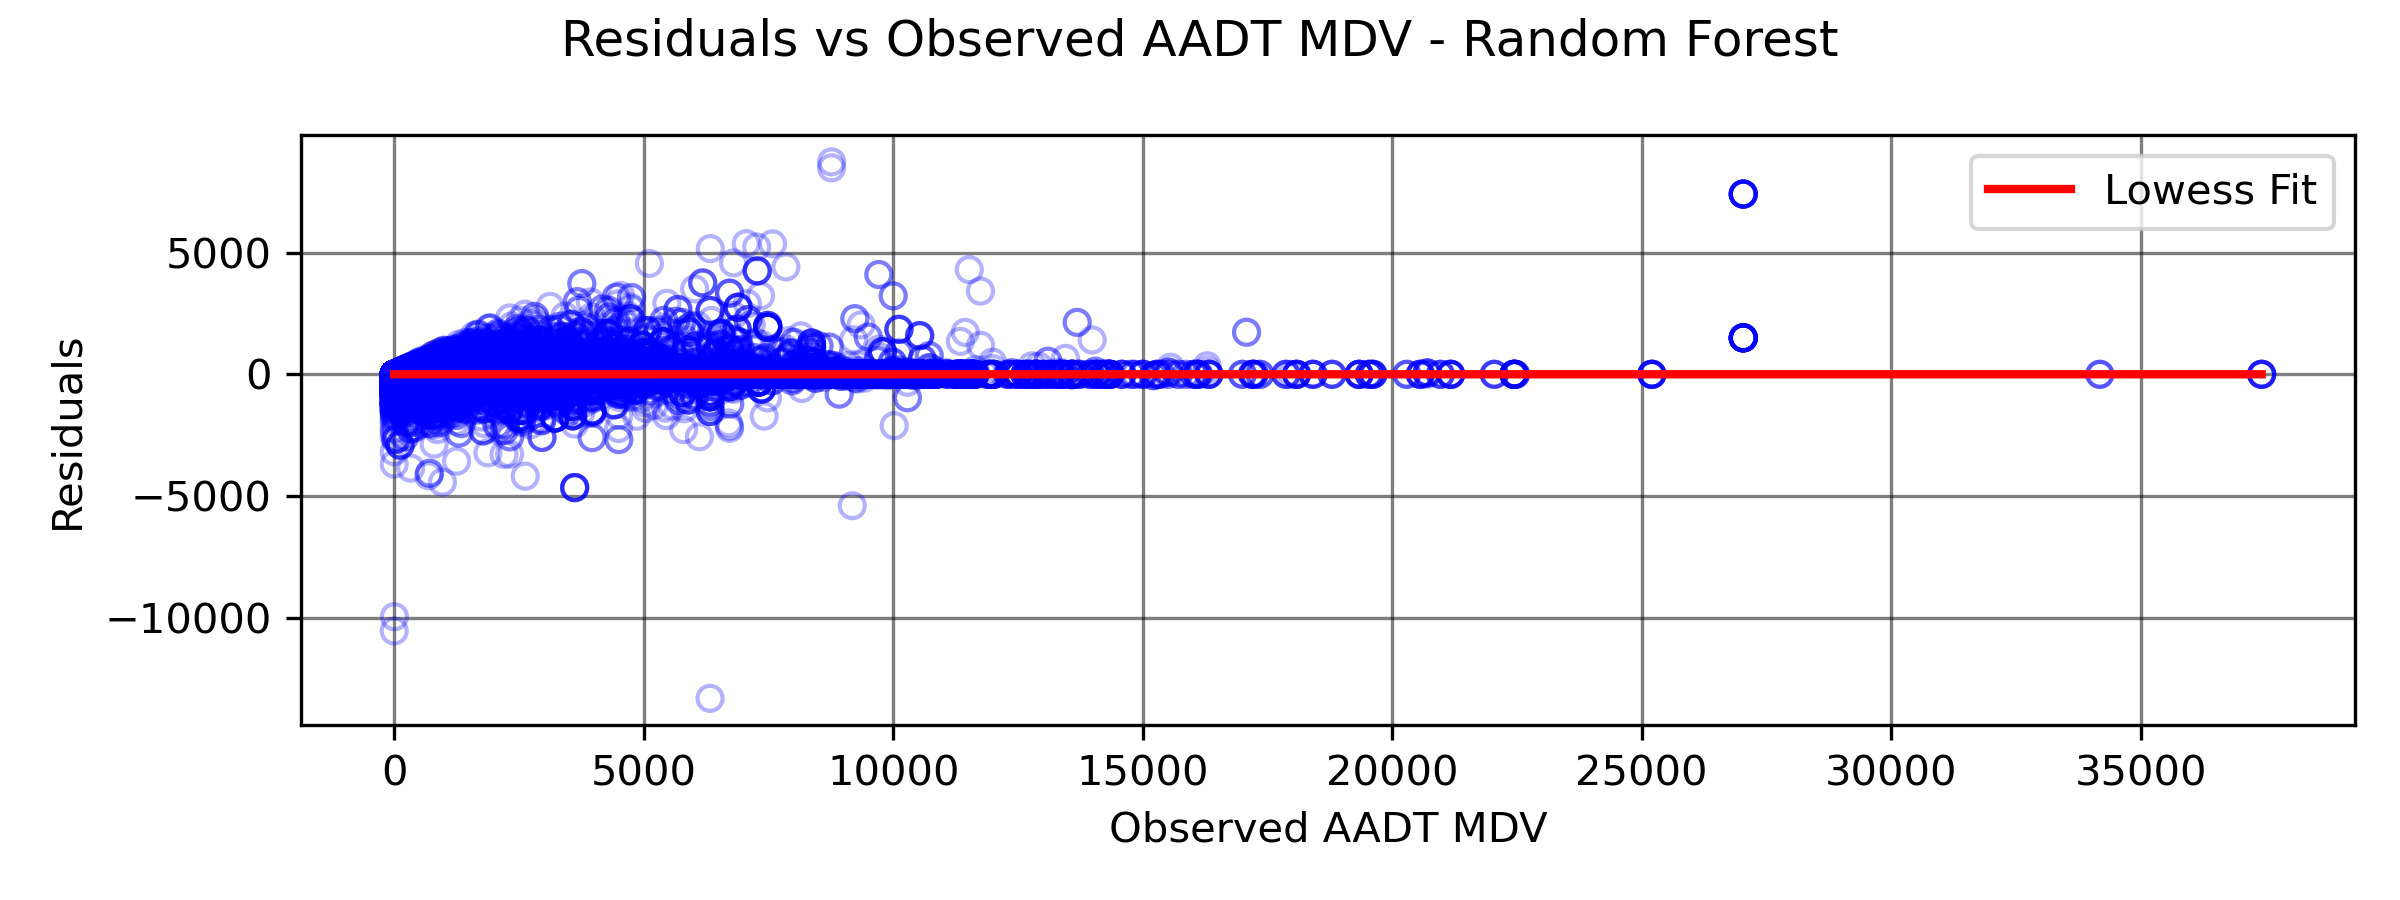 Residuals vs Observed AADT MDV - Random Forest
Lowess Fit
5000
0
−5000
−10000
Residuals
0 5000 10000 15000 20000 25000 30000 35000
Observed AADT MDV